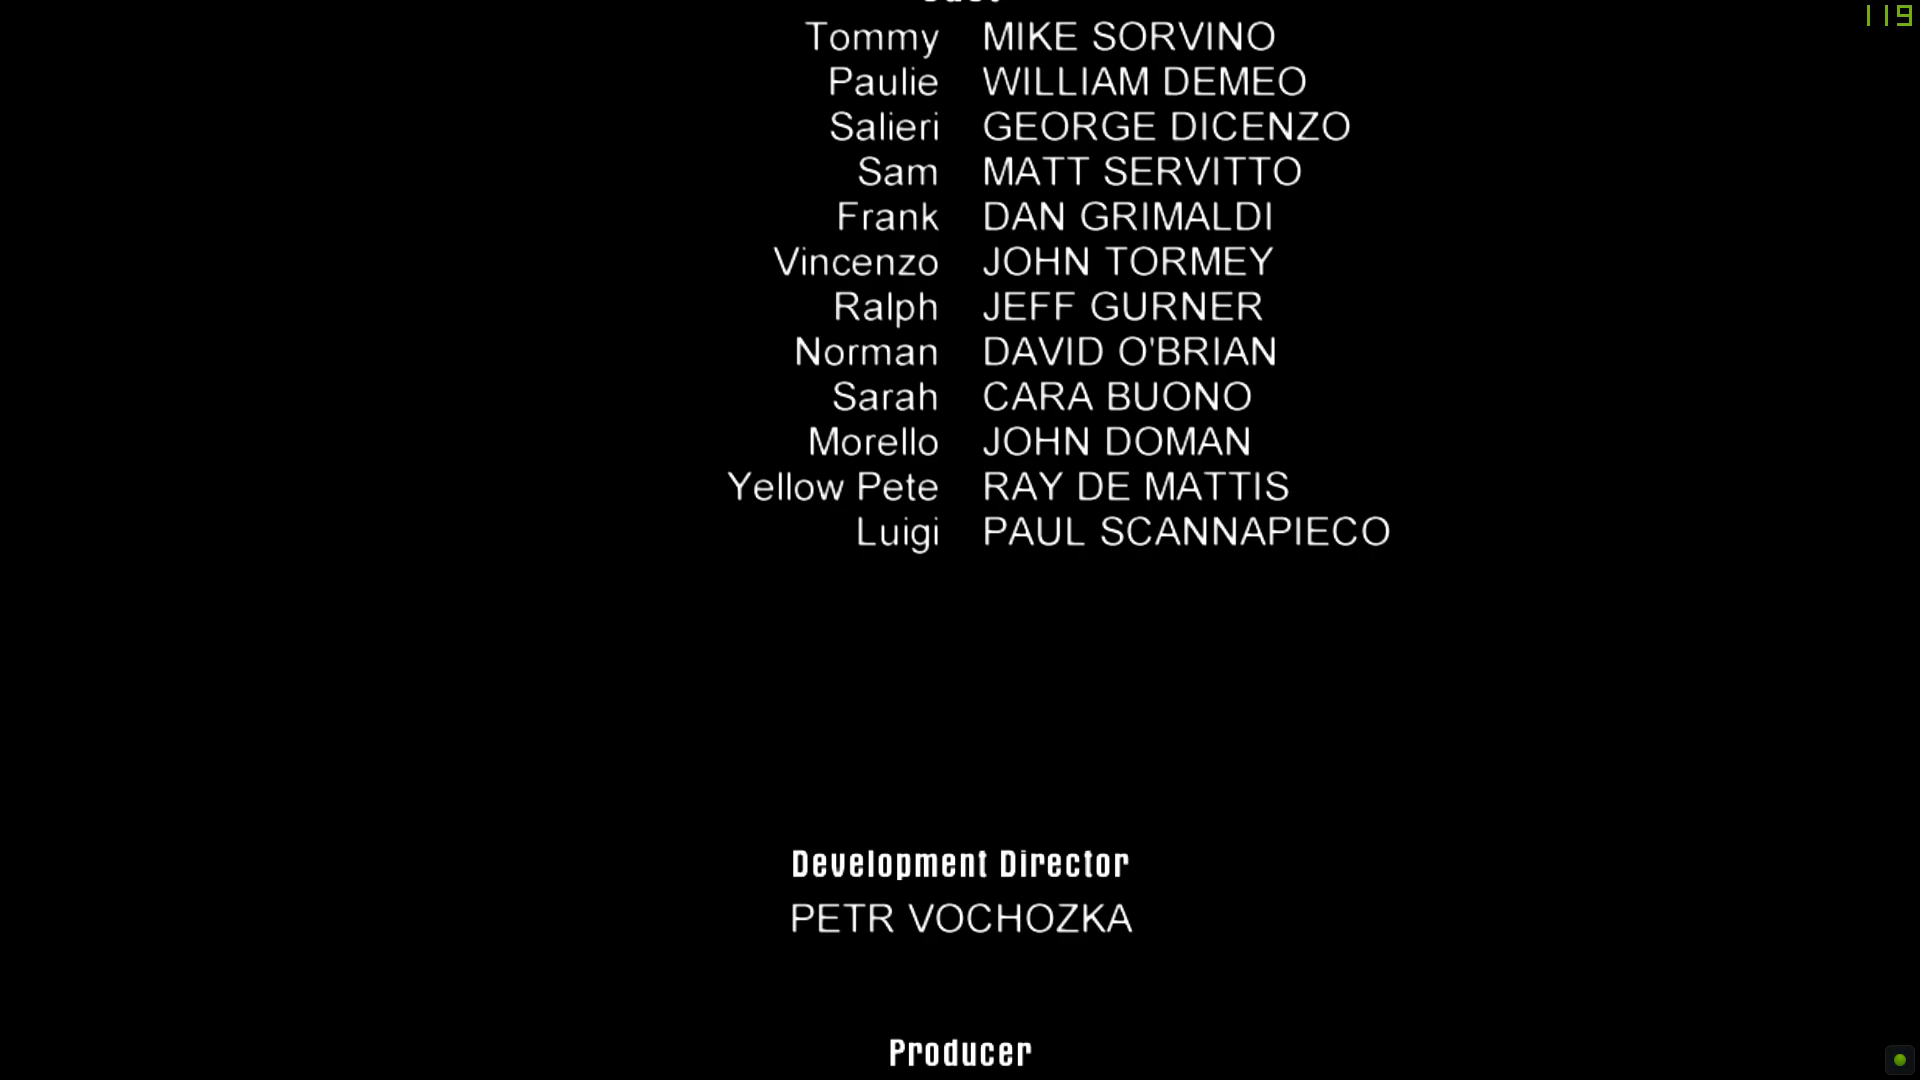 119
Tommy MIKE SORVINO
Paulie WILLIAM DEMEO
Salieri GEORGE DICENZO
Sam MATT SERVITTO
Frank DAN GRIMALDI
Vincenzo JOHN TORMEY
Ralph JEFF GURNER
Norman DAVID O'BRIAN
Sarah CARA BUONO
Morello JOHN DOMAN
Yellow Pete RAY DE MATTIS
Luigi PAUL SCANNAPIECO
Development Director
PETR VOCHOZKA
Producer